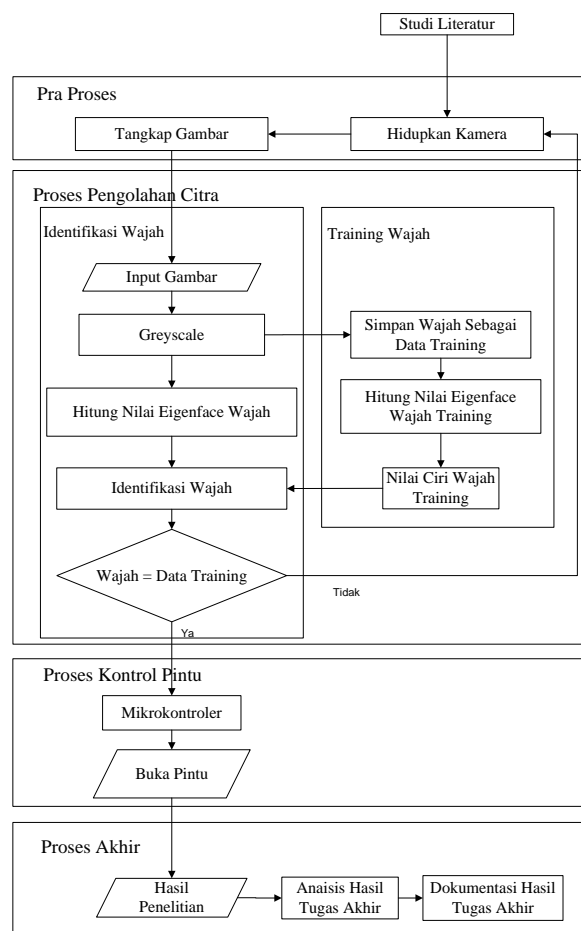 Studi Literatur
Pra Proses
Tangkap Gambar
Hidupkan Kamera
Proses Pengolahan Citra
Identifikasi Wajah
Training Wajah
Input Gambar
Greyscale
Simpan Wajah Sebagai
Data Training
Hitung Nilai Eigenface Wajah
Hitung Nilai Eigenface
Wajah Training
Identifikasi Wajah
Nilai Ciri Wajah
Training
Wajah = Data Training
Tidak
Ya
Proses Kontrol Pintu
Mikrokontroler
Buka Pintu
Proses Akhir
Hasil
Penelitian
Anaisis Hasil
Tugas Akhir
Dokumentasi Hasil
Tugas Akhir